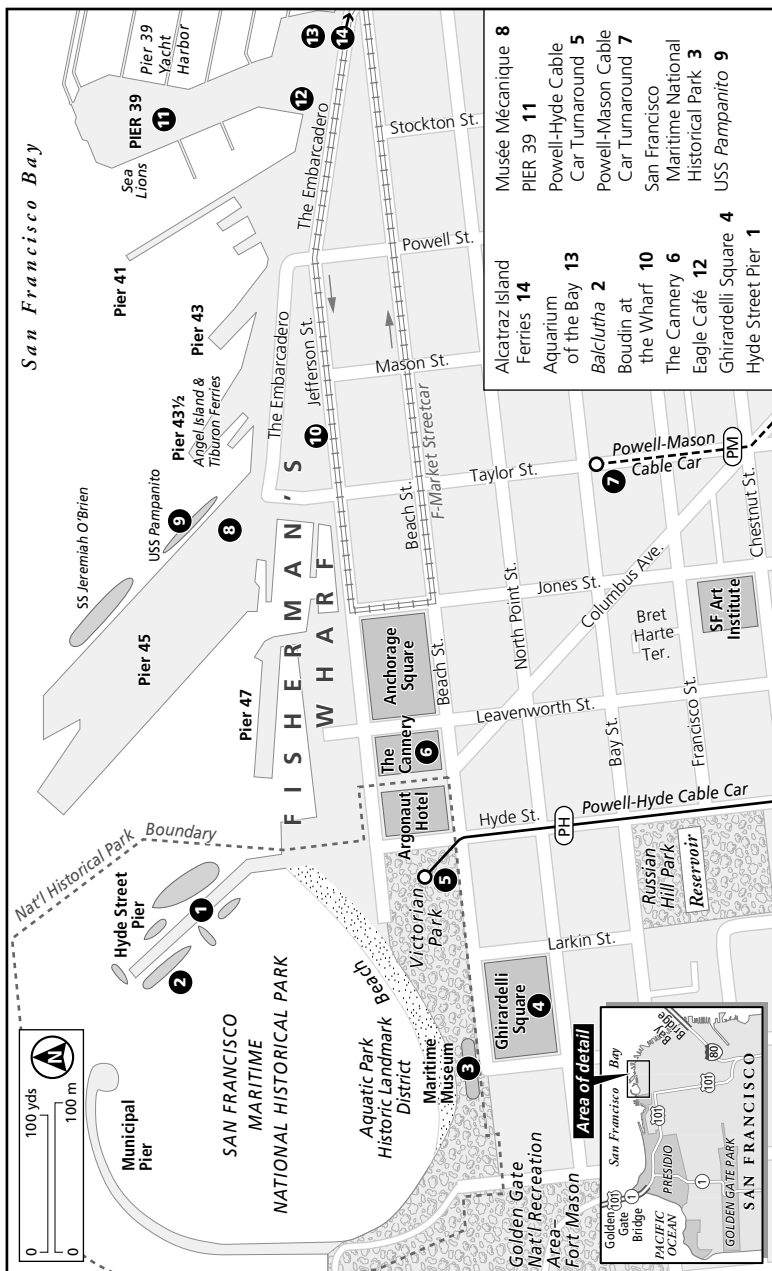 San Francisco Bay
0 100 yds
0 100 m
N
Municipal
Pier
SAN FRANCISCO
MARITIME
NATIONAL HISTORICAL PARK
Aquatic Park
Historic Landmark
District
Beach
Maritime
Museum
3
Golden Gate
Nat'l Recreation
Area–
Fort Mason
Nat'l Historical Park Boundary
Hyde Street
Pier
1
2
Victorian
Park
5
Ghirardelli
Square
4
Larkin St.
Russian
Hill Park
Reservoir
Hyde St.
PH
Powell-Hyde Cable Car
Argonaut
Hotel
The
Cannery
6
Anchorage
Square
Beach St.
Leavenworth St.
Pier 45
Pier 47
FISHERMAN'S
WHARF
SS Jeremiah O'Brien
USS Pampanito
9
8
Pier 43½
Angel Island &
Tiburon Ferries
Pier 43
Pier 41
Sea
Lions
PIER 39
11
Pier 39
Yacht
Harbor
12
13
14
The Embarcadero
The Embarcadero
Jefferson St.
10
Beach St.
F-Market Streetcar
Stockton St.
Powell St.
Mason St.
Taylor St.
Jones St.
North Point St.
Columbus Ave.
Bay St.
Francisco St.
Chestnut St.
Bret
Harte
Ter.
SF Art
Institute
7
Powell-Mason
Cable Car
PM
Alcatraz Island
Ferries 14
Aquarium
of the Bay 13
Balclutha 2
Boudin at
the Wharf 10
The Cannery 6
Eagle Café 12
Ghirardelli Square 4
Hyde Street Pier 1
Musée Mécanique 8
PIER 39 11
Powell-Hyde Cable
Car Turnaround 5
Powell-Mason Cable
Car Turnaround 7
San Francisco
Maritime National
Historical Park 3
USS Pampanito 9
Area of detail
San Francisco Bay
Bay
Bridge
Golden
Gate
Bridge
101
1
PACIFIC
OCEAN
PRESIDIO
101
101
80
1
GOLDEN GATE PARK
SAN FRANCISCO